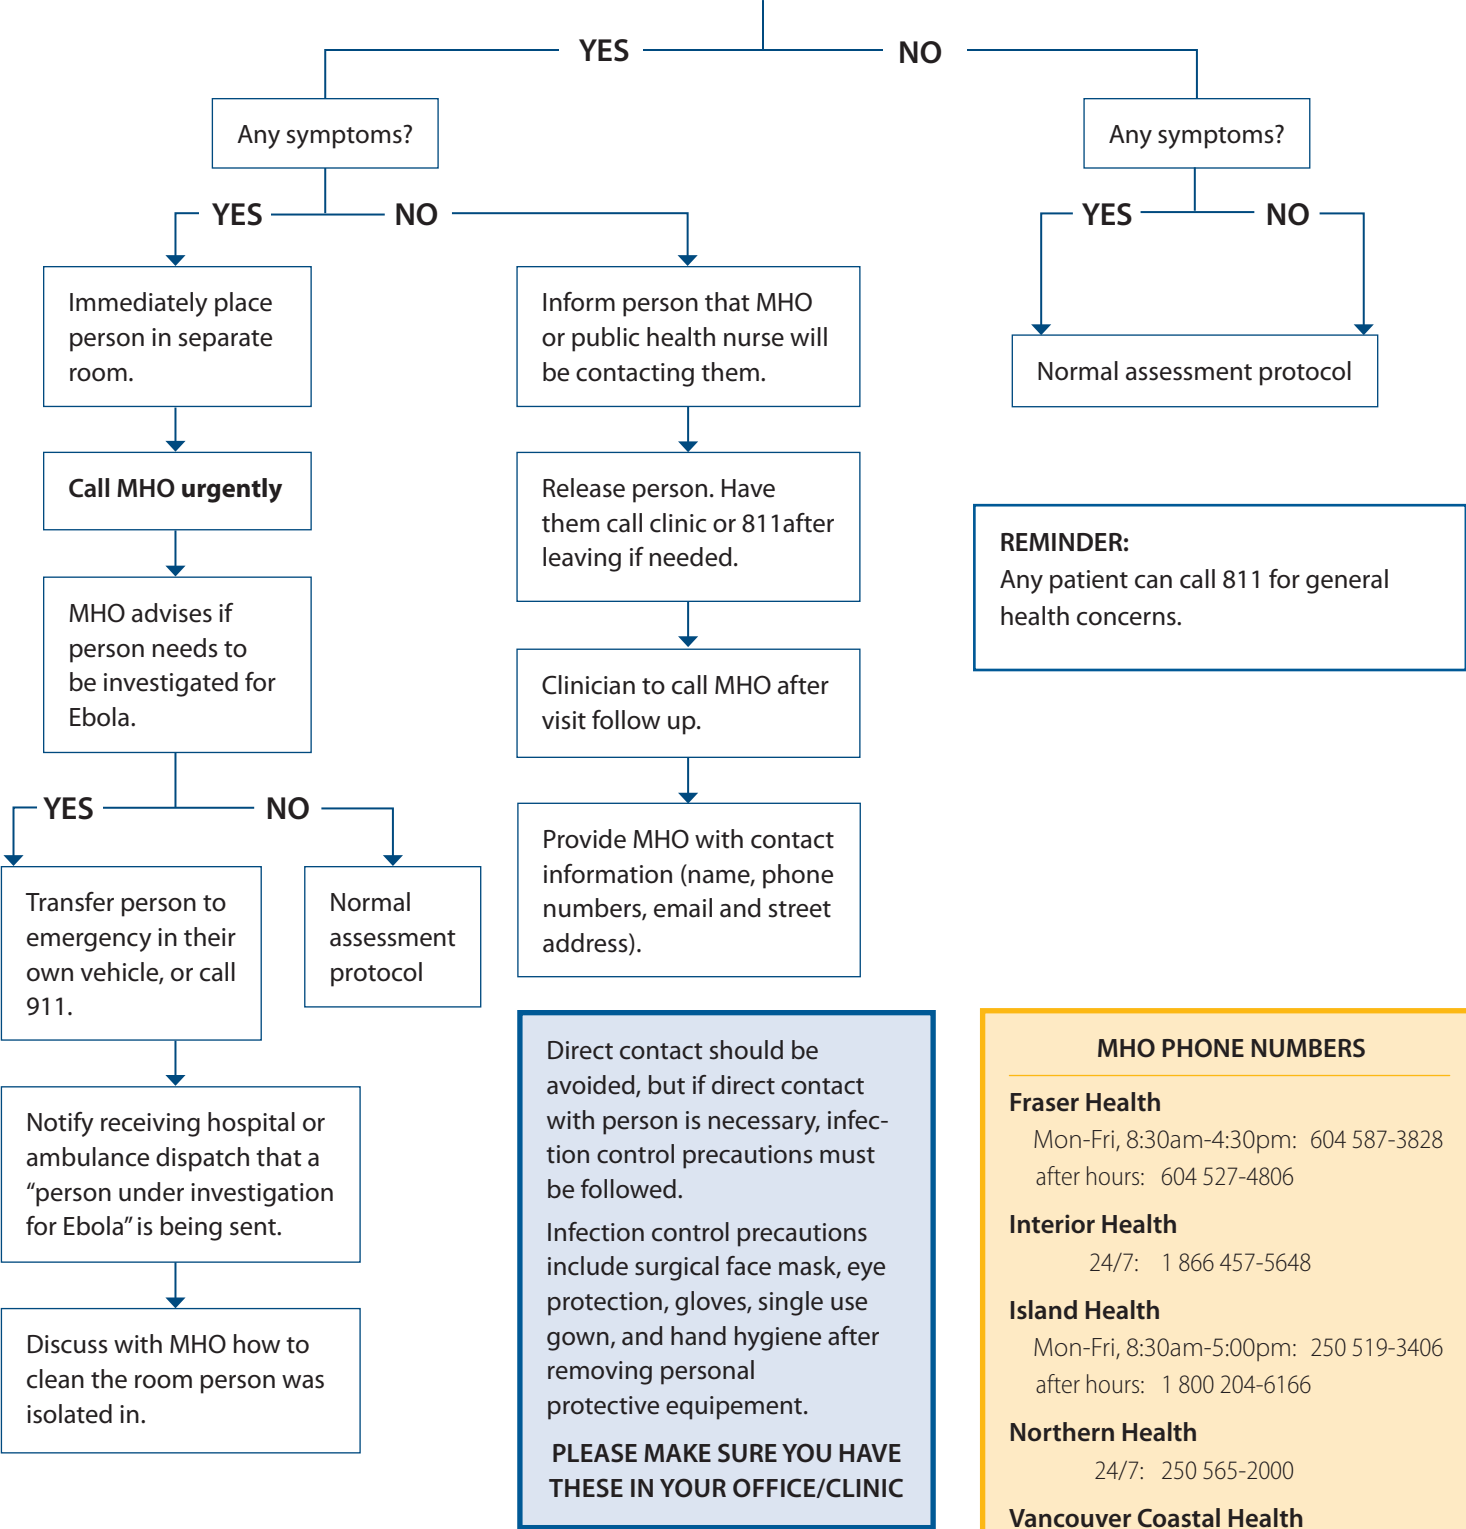 YES
NO
Any symptoms?
Any symptoms?
YES
NO
YES
NO
Immediately place
person in separate
room.
Call MHO urgently
MHO advises if
person needs to
be investigated for
Ebola.
YES
NO
Transfer person to
emergency in their
own vehicle, or call
911.
Normal
assessment
protocol
Notify receiving hospital or
ambulance dispatch that a
“person under investigation
for Ebola” is being sent.
Discuss with MHO how to
clean the room person was
isolated in.
Inform person that MHO
or public health nurse will
be contacting them.
Release person. Have
them call clinic or 811after
leaving if needed.
Clinician to call MHO after
visit follow up.
Provide MHO with contact
information (name, phone
numbers, email and street
address).
Direct contact should be
avoided, but if direct contact
with person is necessary, infec-
tion control precautions must
be followed.
Infection control precautions
include surgical face mask, eye
protection, gloves, single use
gown, and hand hygiene after
removing personal
protective equipement.
PLEASE MAKE SURE YOU HAVE
THESE IN YOUR OFFICE/CLINIC
Normal assessment protocol
REMINDER:
Any patient can call 811 for general
health concerns.
MHO PHONE NUMBERS
Fraser Health
Mon-Fri, 8:30am-4:30pm: 604 587-3828
after hours: 604 527-4806
Interior Health
24/7: 1 866 457-5648
Island Health
Mon-Fri, 8:30am-5:00pm: 250 519-3406
after hours: 1 800 204-6166
Northern Health
24/7: 250 565-2000
Vancouver Coastal Health